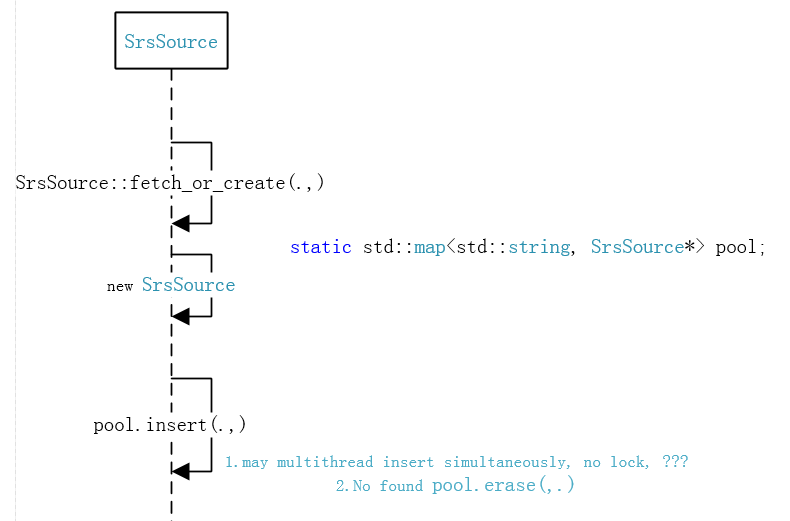 SrsSource
SrsSource::fetch_or_create(.,)
static std::map<std::string, SrsSource*> pool;
new SrsSource
pool.insert(.,)
1.may multithread insert simultaneously, no lock, ???
2.No found pool.erase(,.)